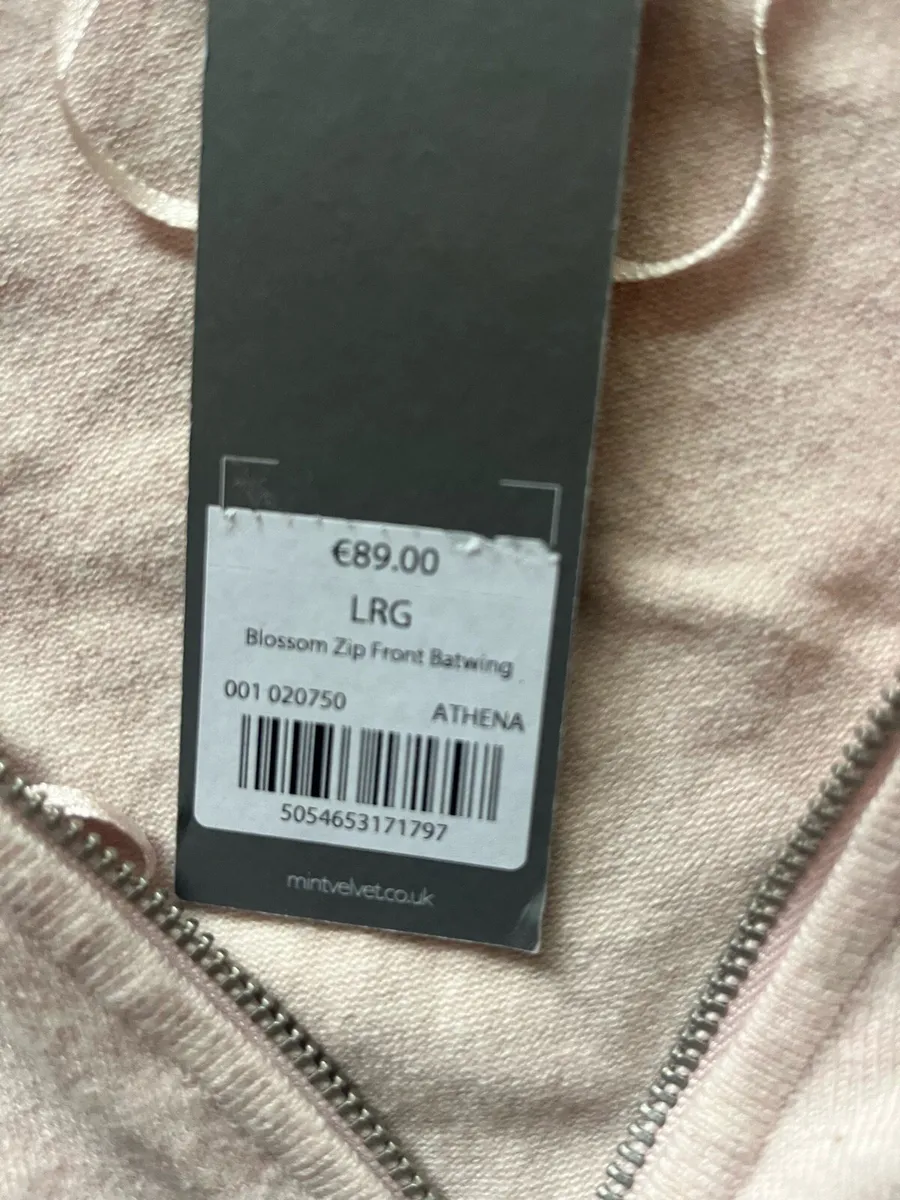 €89.00
LRG
Blossom Zip Front Batwing
001 020750 ATHENA
5054653171797
mintvelvet.co.uk